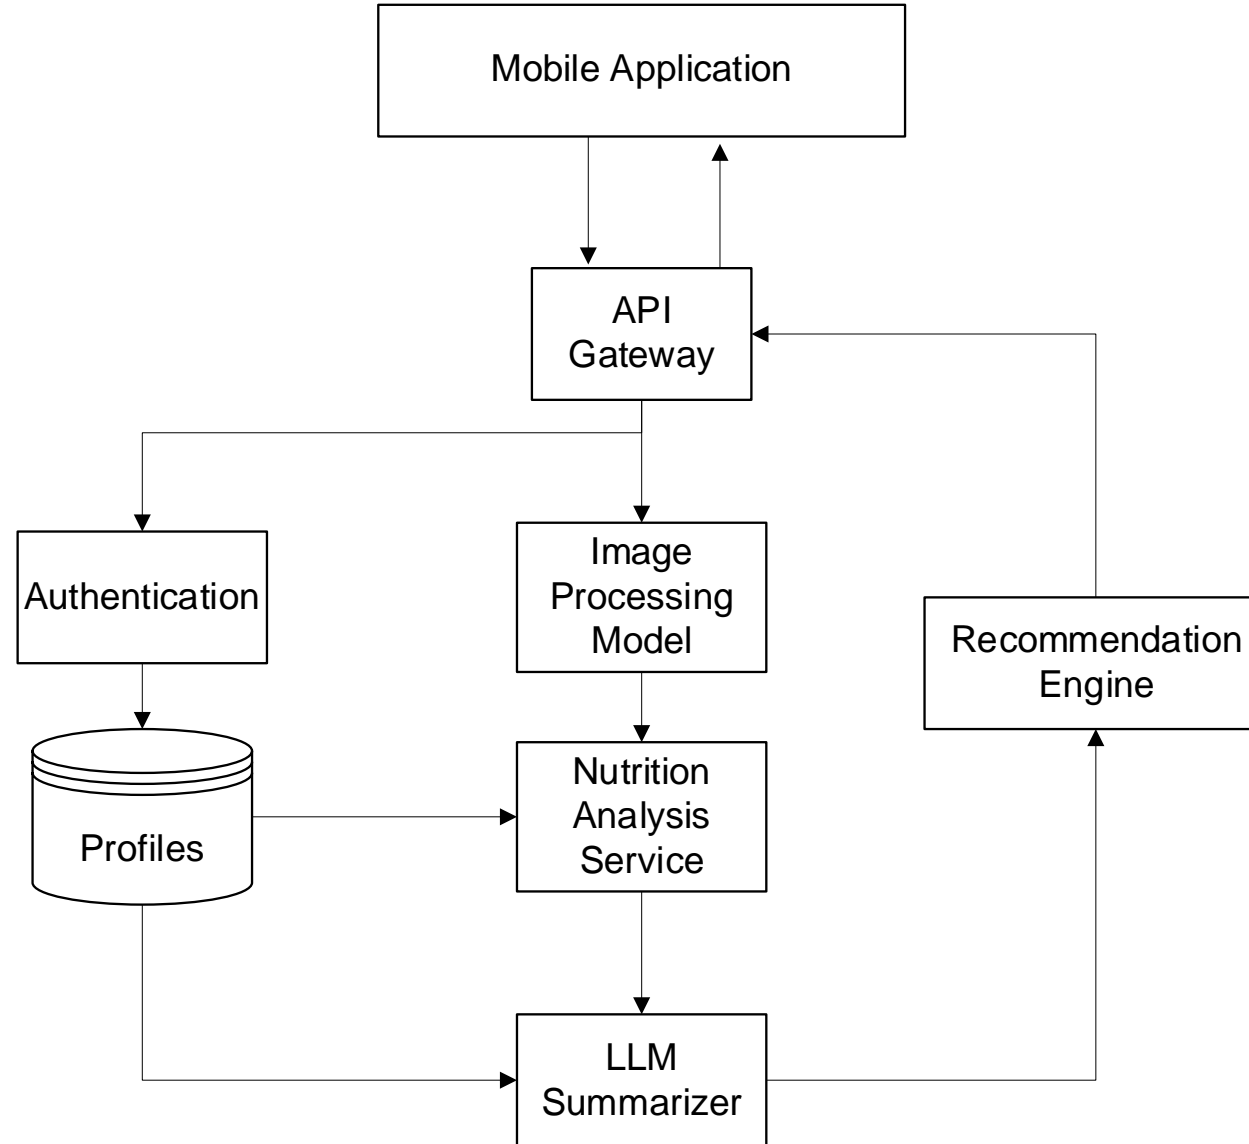 Mobile Application
API
Gateway
Authentication
Image
Processing
Model
Recommendation
Engine
Profiles
Nutrition
Analysis
Service
LLM
Summarizer